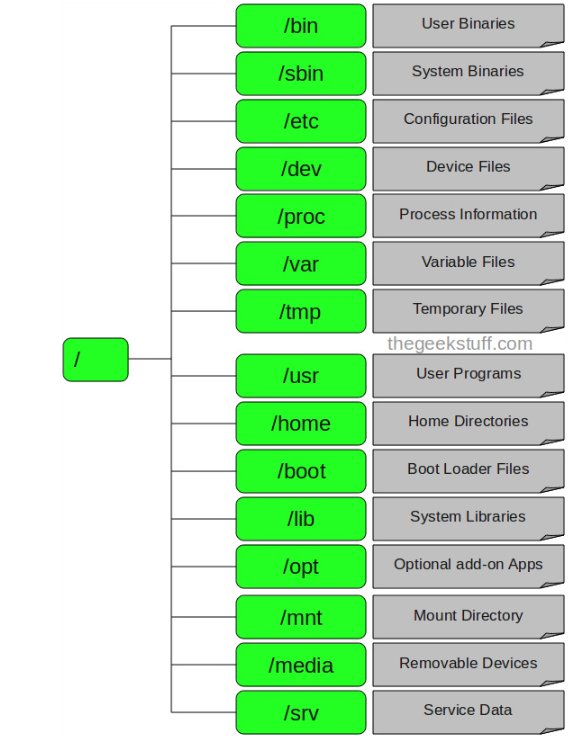 /bin User Binaries
/sbin System Binaries
/etc Configuration Files
/dev Device Files
/proc Process Information
/var Variable Files
/tmp Temporary Files
thegeekstuff.com
/
/usr User Programs
/home Home Directories
/boot Boot Loader Files
/lib System Libraries
/opt Optional add-on Apps
/mnt Mount Directory
/media Removable Devices
/srv Service Data